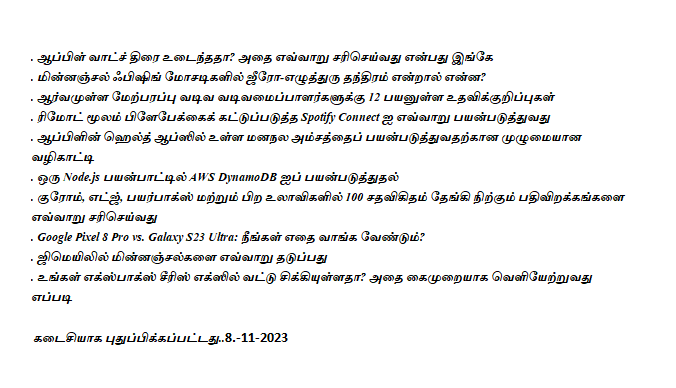 . ஆப்பிள் வாட்ச் திரை உடைந்ததா? அதை எவ்வாறு சரிசெய்வது என்பது இங்கே
. மின்னஞ்சல் ஃபிஷிங் மோசடிகளில் ஜீரோ-எழுத்துரு தந்திரம் என்றால் என்ன?
. ஆர்வமுள்ள மேற்பரப்பு வடிவ வடிவமைப்பாளர்களுக்கு 12 பயனுள்ள உதவிக்குறிப்புகள்
. ரிமோட் மூலம் பிளேபேக்கைக் கட்டுப்படுத்த Spotify Connect ஐ எவ்வாறு பயன்படுத்துவது
. ஆப்பிளின் ஹெல்த் ஆப்ஸில் உள்ள மனநல அம்சத்தைப் பயன்படுத்துவதற்கான முழுமையான
வழிகாட்டி
. ஒரு Node.js பயன்பாட்டில் AWS DynamoDB ஐப் பயன்படுத்துதல்
. குரோம், எட்ஜ், பயர்பாக்ஸ் மற்றும் பிற உலாவிகளில் 100 சதவிகிதம் தேங்கி நிற்கும் பதிவிறக்கங்களை
எவ்வாறு சரிசெய்வது
. Google Pixel 8 Pro vs. Galaxy S23 Ultra: நீங்கள் எதை வாங்க வேண்டும்?
. ஜிமெயிலில் மின்னஞ்சல்களை எவ்வாறு தடுப்பது
. உங்கள் எக்ஸ்பாக்ஸ் சீரிஸ் எக்ஸில் வட்டு சிக்கியுள்ளதா? அதை கைமுறையாக வெளியேற்றுவது
எப்படி
கடைசியாக புதுப்பிக்கப்பட்டது..8.-11-2023